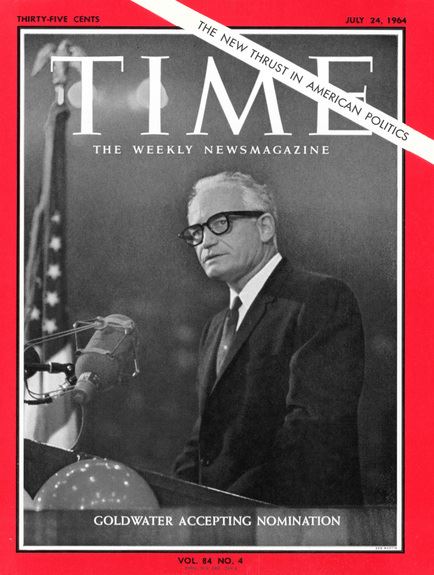 THIRTY-FIVE CENTS
JULY 24, 1964
THE NEW THRUST IN AMERICAN POLITICS
TIME
THE WEEKLY NEWSMAGAZINE
GOLDWATER ACCEPTING NOMINATION
VOL. 84 NO. 4